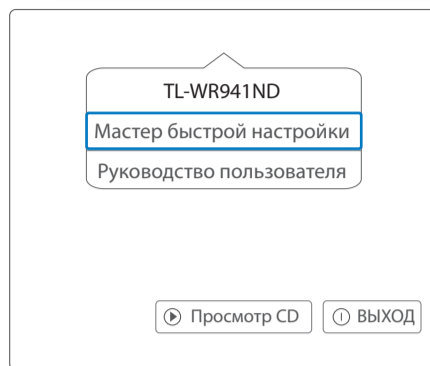 TL-WR941ND
Мастер быстрой настройки
Руководство пользователя
Просмотр CD ВЫХОД